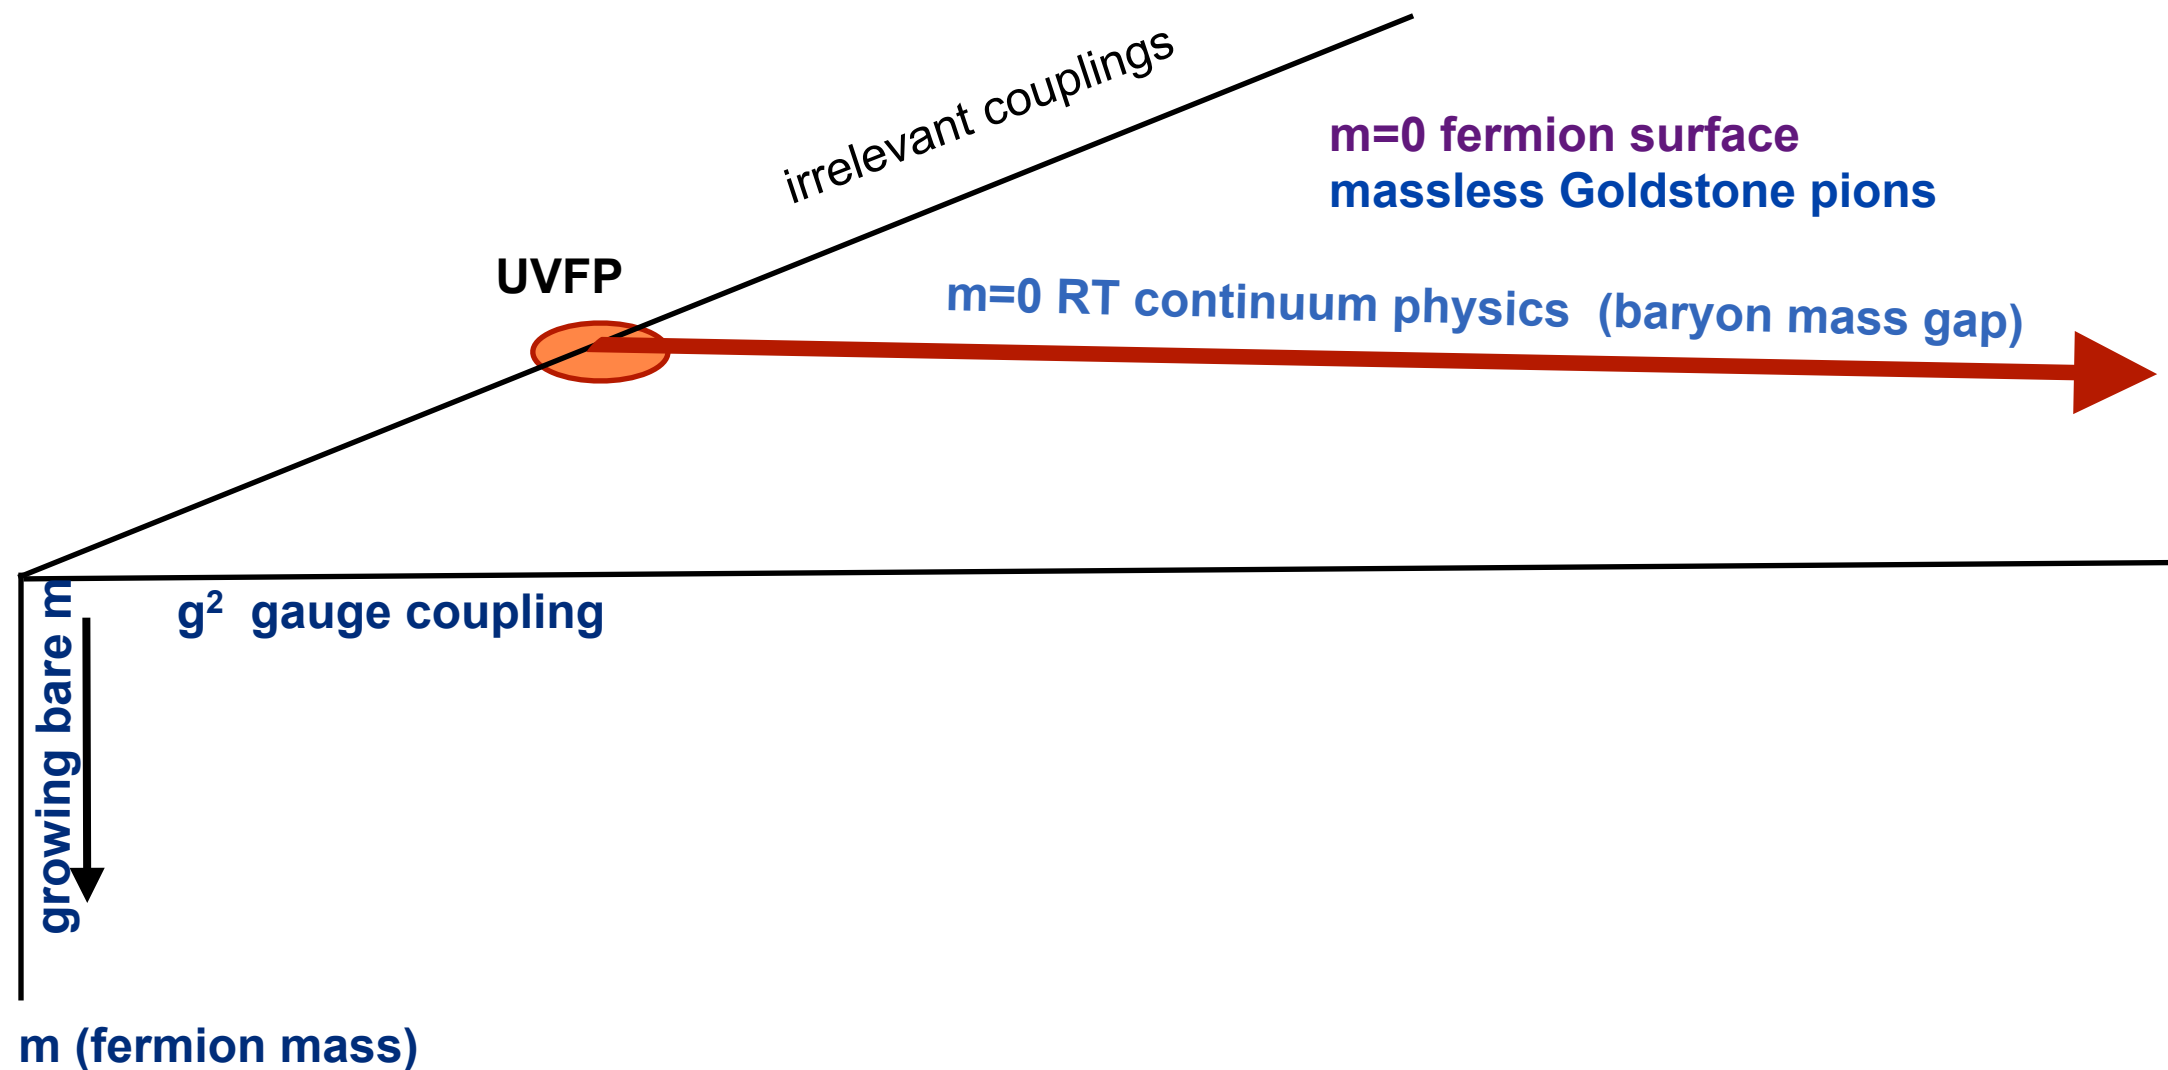 irrelevant couplings
m=0 fermion surface
massless Goldstone pions
UVFP
m=0 RT continuum physics (baryon mass gap)
g² gauge coupling
growing bare m
m (fermion mass)